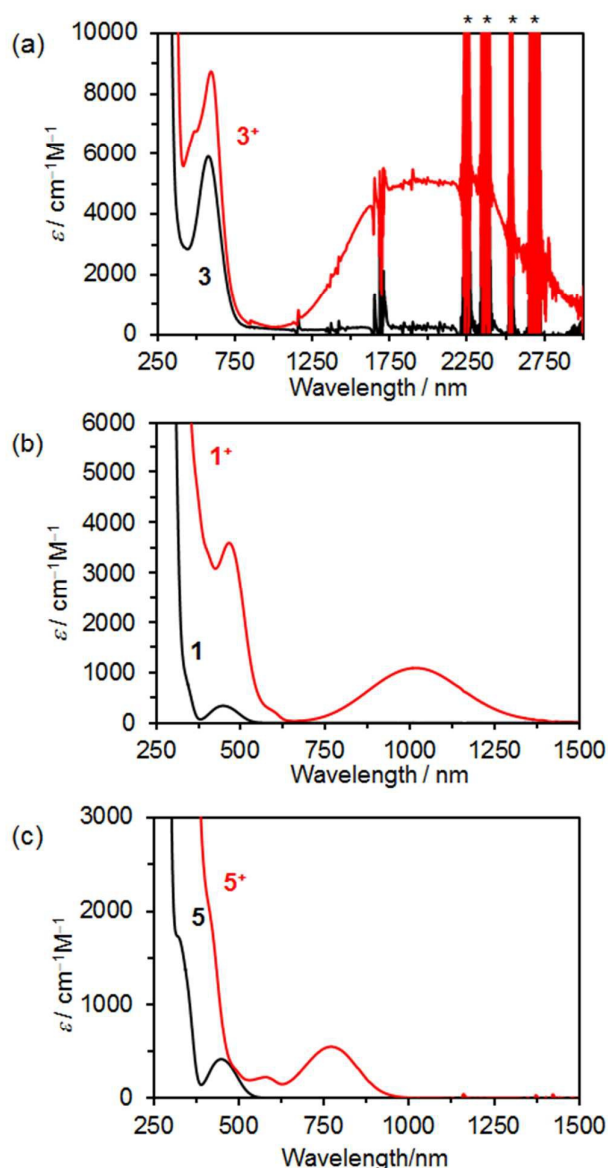 * * * *
(a)
10000
8000
6000
4000
2000
0
ε / cm⁻¹M⁻¹
3⁺
3
250 750 1250 1750 2250 2750
Wavelength / nm
(b)
6000
5000
4000
3000
2000
1000
0
ε / cm⁻¹M⁻¹
1⁺
1
250 500 750 1000 1250 1500
Wavelength / nm
(c)
3000
2000
1000
0
ε / cm⁻¹M⁻¹
5⁺
5
250 500 750 1000 1250 1500
Wavelength/nm